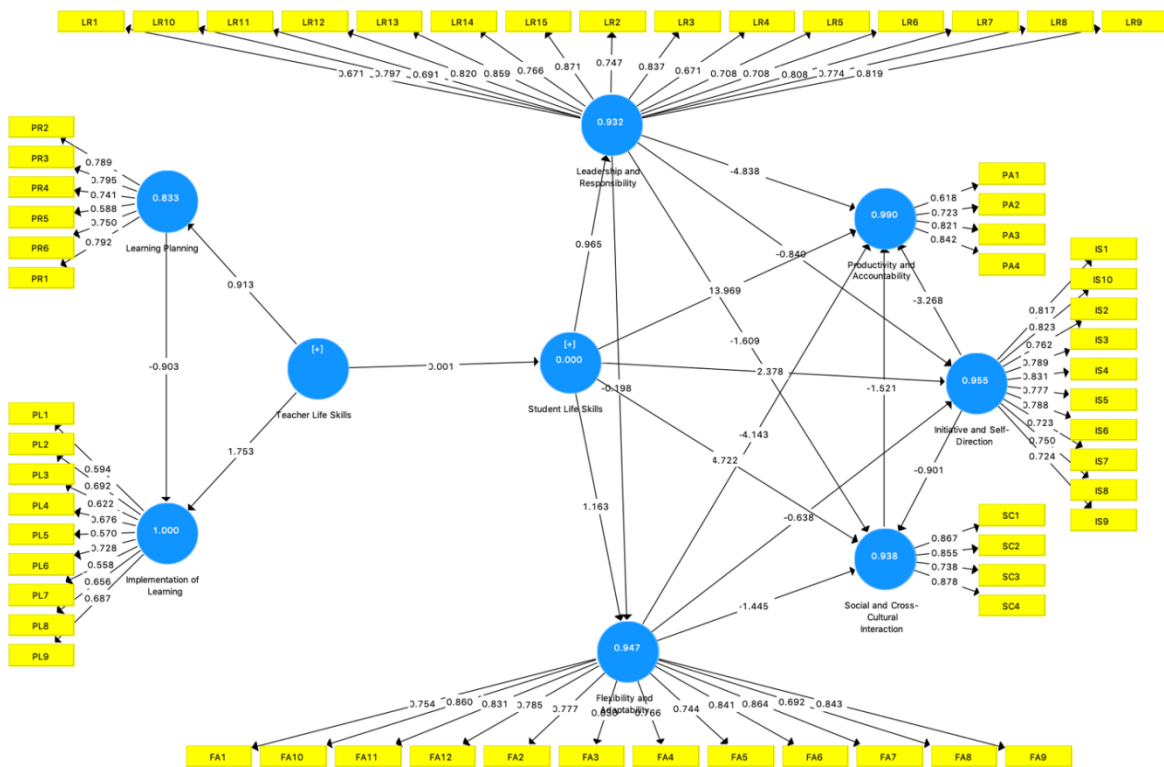 LR1 LR10 LR11 LR12 LR13 LR14 LR15 LR2 LR3 LR4 LR5 LR6 LR7 LR8 LR9
0.671 0.797 0.691 0.820 0.859 0.766 0.871 0.747 0.837 0.671 0.708 0.708 0.808 0.774 0.819
0.932
Leadership and
Responsibility
PR2
PR3
PR4
PR5
PR6
PR1
0.789
0.795
0.741
0.588
0.750
0.792
0.833
Learning Planning
0.913
-0.903
[+]
Teacher Life Skills
1.753
0.001
PL1
PL2
PL3
PL4
PL5
PL6
PL7
PL8
PL9
0.594
0.692
0.622
0.676
0.570
0.728
0.558
0.656
0.687
1.000
Implementation of
Learning
[+]
0.000
Student Life Skills
0.965
13.969
-0.840
-4.838
-1.609
2.378
-0.198
-4.143
4.722
1.163
-0.638
-1.445
-3.268
-1.521
-0.901
0.990
Productivity and
Accountability
0.618
0.723
0.821
0.842
PA1
PA2
PA3
PA4
0.955
Initiative and Self-
Direction
0.817
0.823
0.762
0.789
0.831
0.777
0.788
0.723
0.750
0.724
IS1
IS10
IS2
IS3
IS4
IS5
IS6
IS7
IS8
IS9
0.938
Social and Cross-
Cultural
Interaction
0.867
0.855
0.738
0.878
SC1
SC2
SC3
SC4
0.947
Flexibility and
Adaptability
0.754 0.860 0.831 0.785 0.777 0.766 0.744 0.841 0.864 0.692 0.843
FA1 FA10 FA11 FA12 FA2 FA3 FA4 FA5 FA6 FA7 FA8 FA9